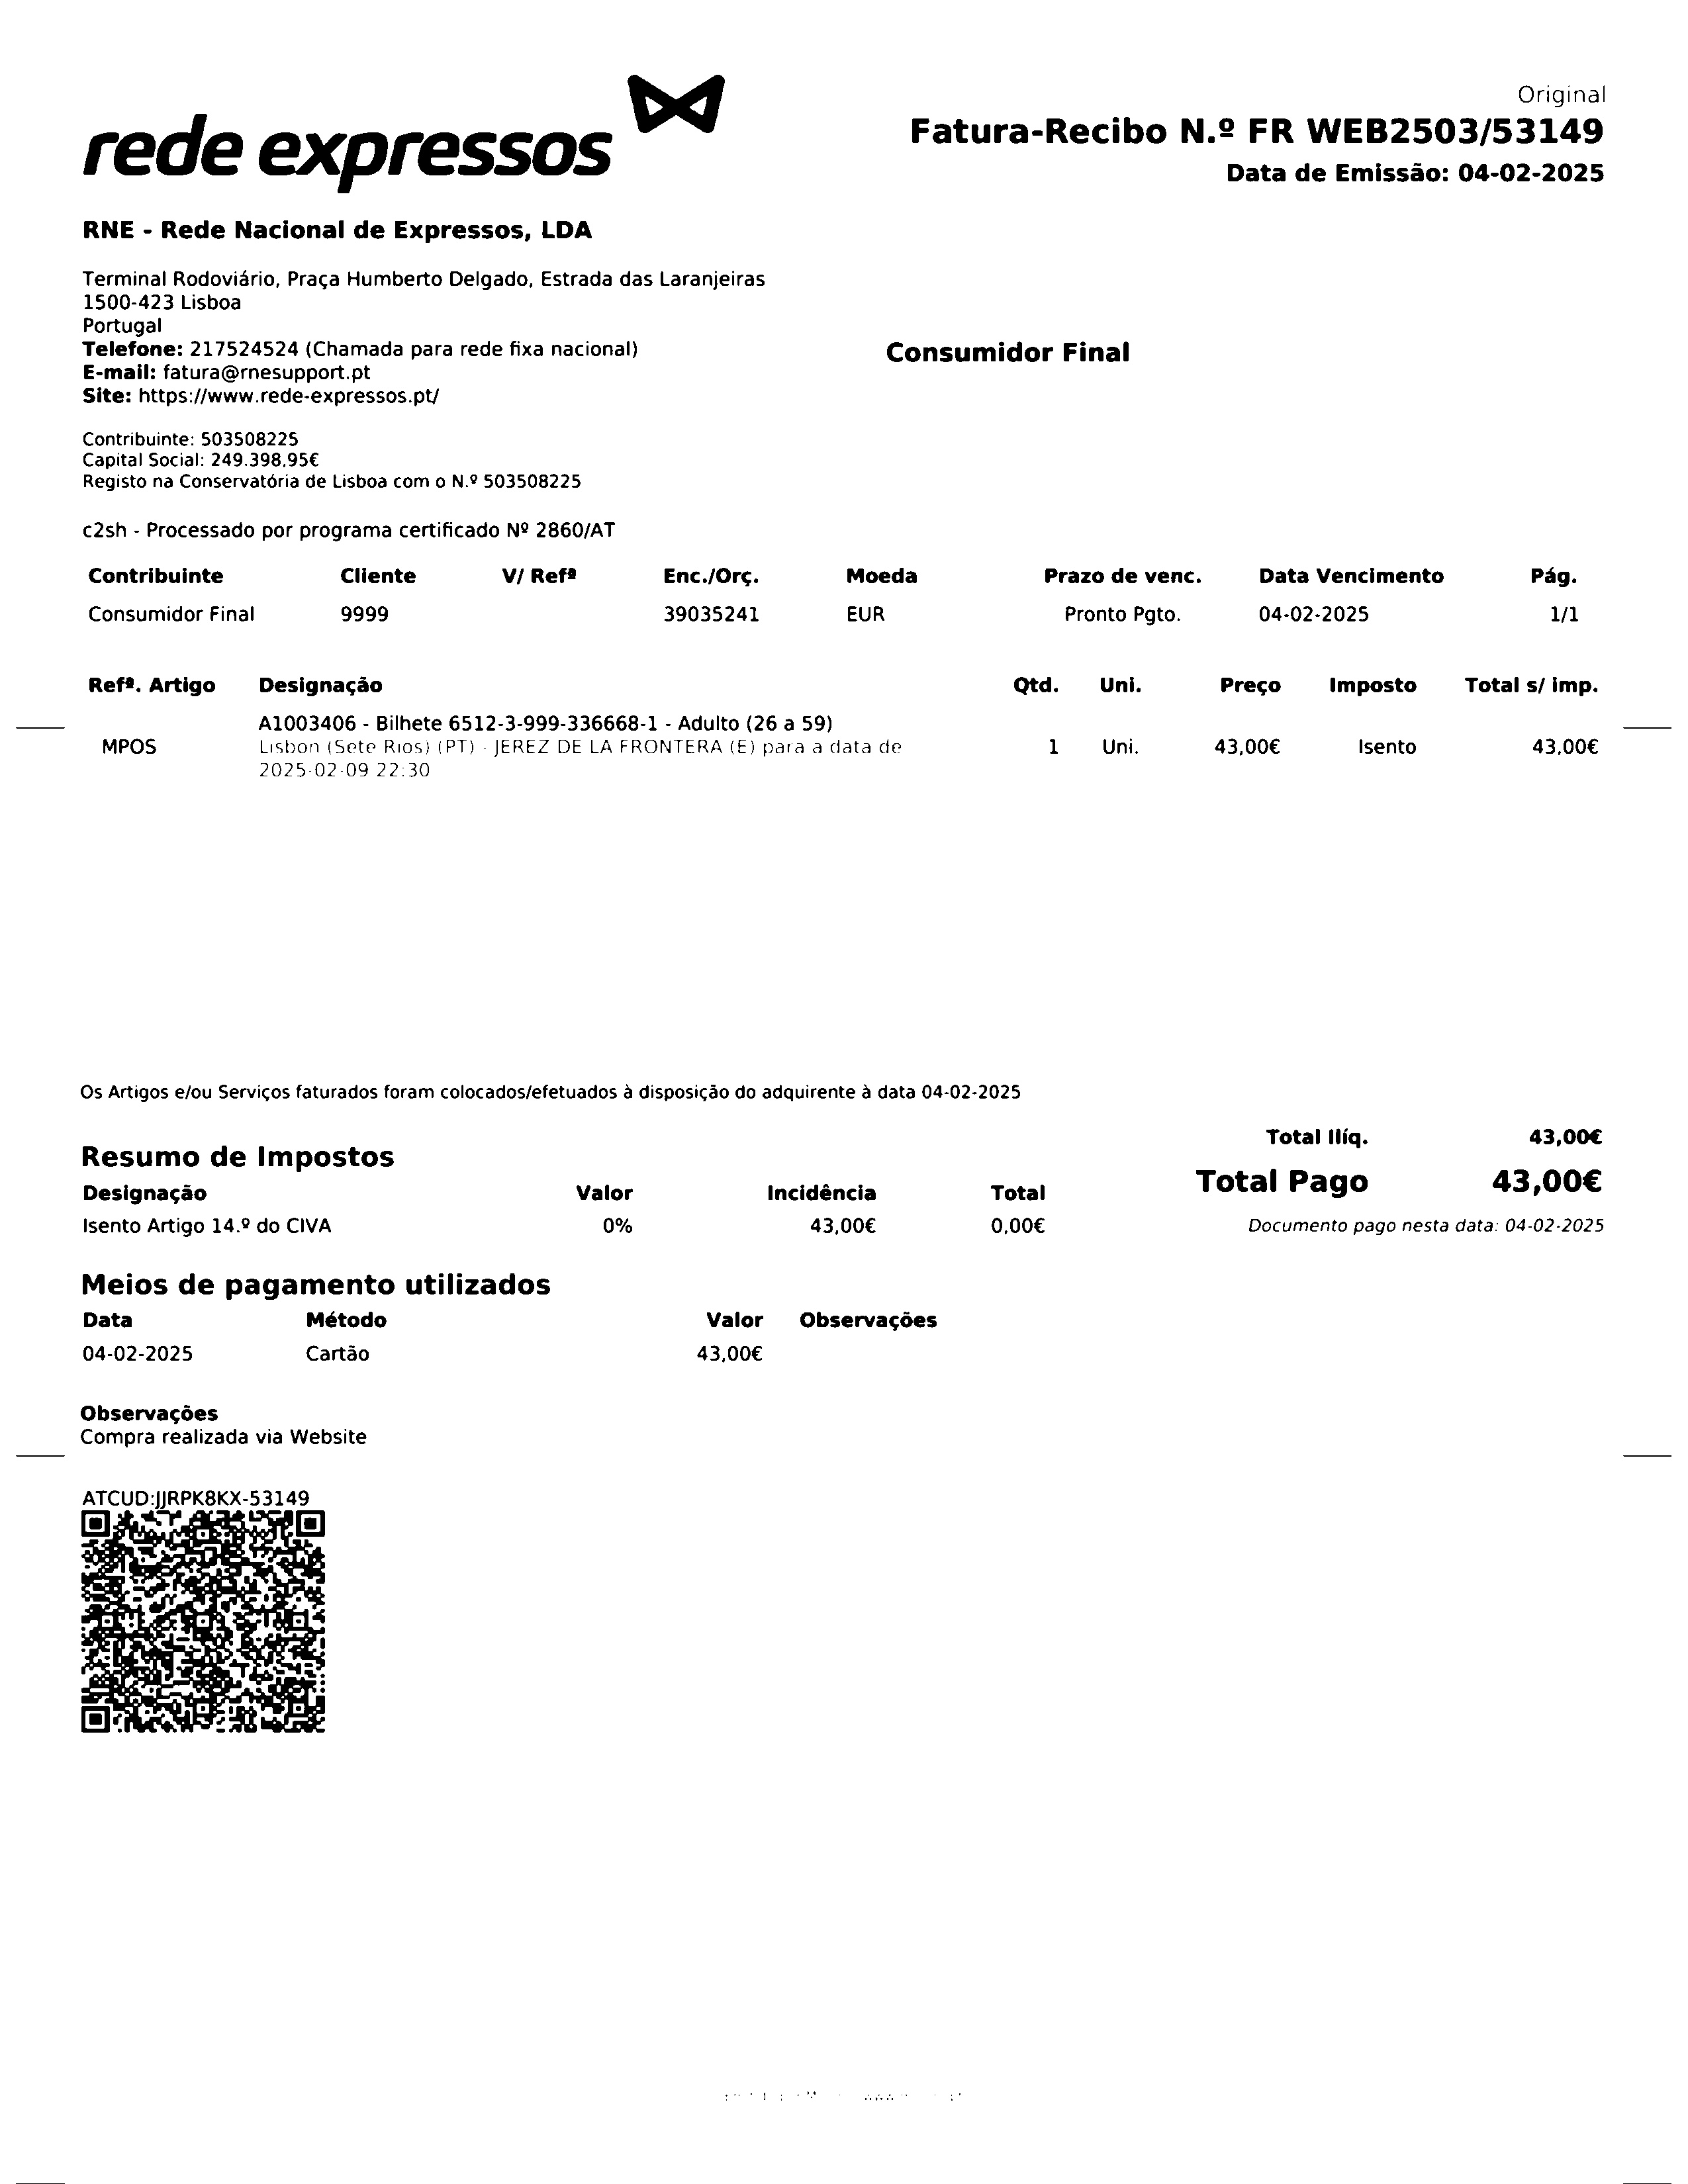 rede expressos
Original
Fatura-Recibo N.º FR WEB2503/53149
Data de Emissão: 04-02-2025
RNE - Rede Nacional de Expressos, LDA
Terminal Rodoviário, Praça Humberto Delgado, Estrada das Laranjeiras
1500-423 Lisboa
Portugal
Telefone: 217524524 (Chamada para rede fixa nacional)
E-mail: fatura@rnesupport.pt
Site: https://www.rede-expressos.pt/
Consumidor Final
Contribuinte: 503508225
Capital Social: 249.398,95€
Registo na Conservatória de Lisboa com o N.º 503508225
c2sh - Processado por programa certificado Nº 2860/AT
Contribuinte Cliente V/ Refª Enc./Orç. Moeda Prazo de venc. Data Vencimento Pág.
Consumidor Final 9999 39035241 EUR Pronto Pgto. 04-02-2025 1/1
Refª. Artigo Designação Qtd. Uni. Preço Imposto Total s/ imp.
A1003406 - Bilhete 6512-3-999-336668-1 - Adulto (26 a 59)
MPOS Lisbon (Sete Rios) (PT) - JEREZ DE LA FRONTERA (E) para a data de 1 Uni. 43,00€ Isento 43,00€
2025-02-09 22:30
Os Artigos e/ou Serviços faturados foram colocados/efetuados à disposição do adquirente à data 04-02-2025
Total Ilíq. 43,00€
Total Pago 43,00€
Documento pago nesta data: 04-02-2025
Resumo de Impostos
Designação Valor Incidência Total
Isento Artigo 14.º do CIVA 0% 43,00€ 0,00€
Meios de pagamento utilizados
Data Método Valor Observações
04-02-2025 Cartão 43,00€
Observações
Compra realizada via Website
ATCUD:JJRPK8KX-53149